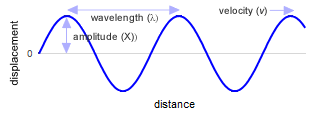 velocity (v)
wavelength (λ)
amplitude (X))
displacement
0
distance